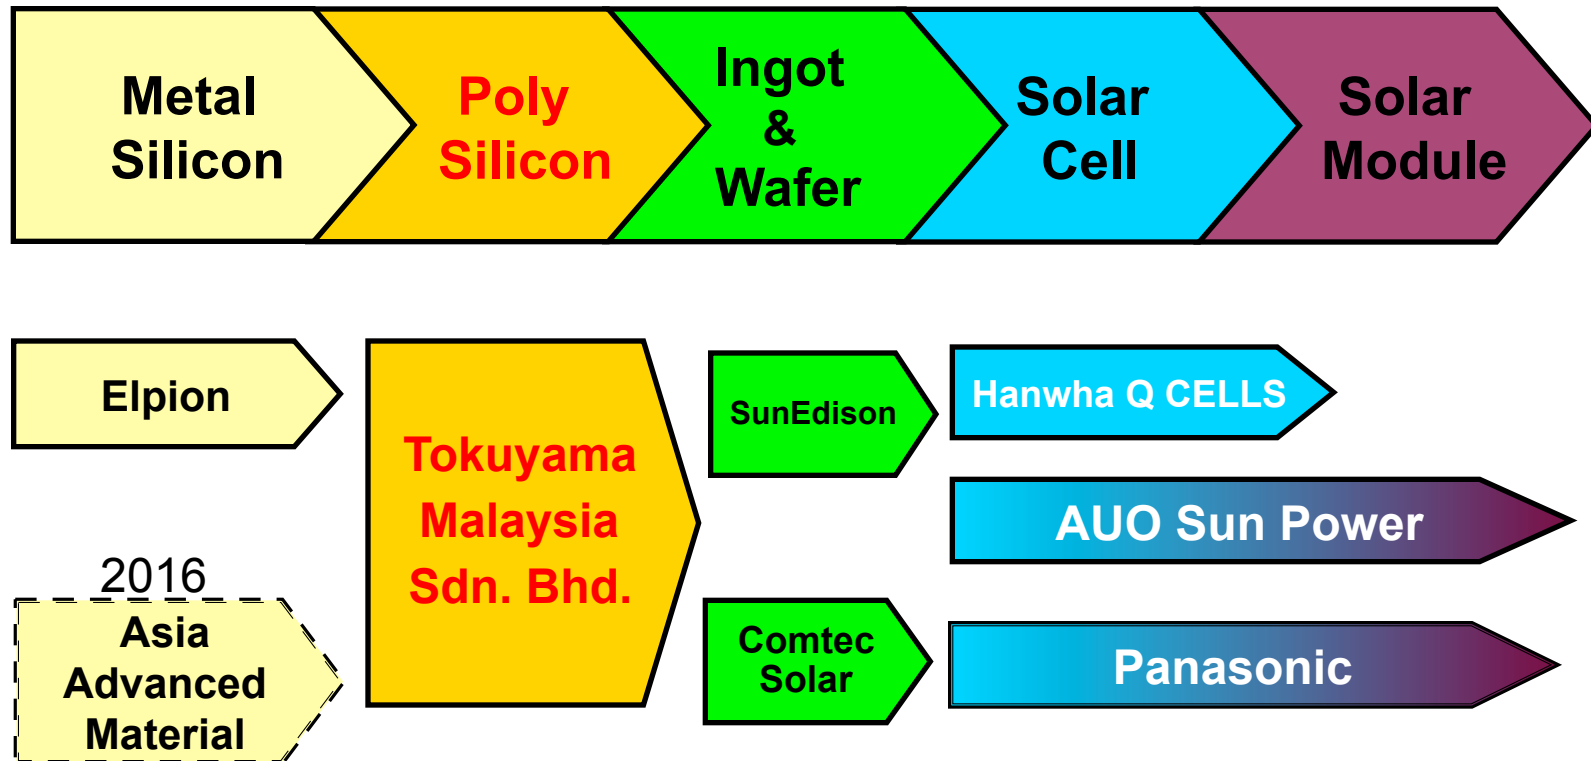 Metal
Silicon
Poly
Silicon
Ingot
&
Wafer
Solar
Cell
Solar
Module
Elpion
2016
Asia
Advanced
Material
Tokuyama
Malaysia
Sdn. Bhd.
SunEdison
Comtec
Solar
Hanwha Q CELLS
AUO Sun Power
Panasonic